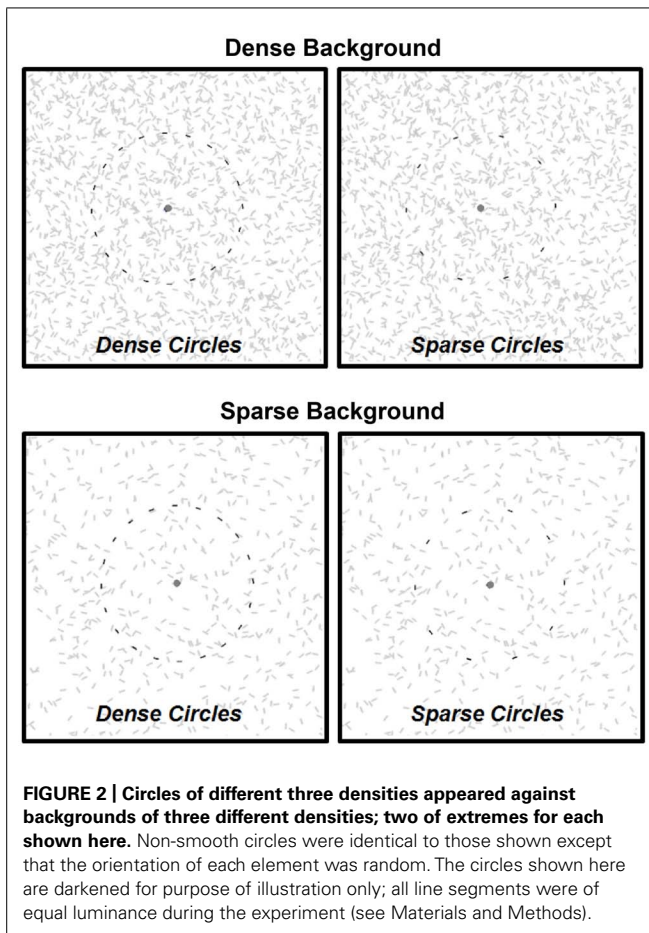 Dense Background
Dense Circles
Sparse Circles
Sparse Background
Dense Circles
Sparse Circles
FIGURE 2 | Circles of different three densities appeared against
backgrounds of three different densities; two of extremes for each
shown here. Non-smooth circles were identical to those shown except
that the orientation of each element was random. The circles shown here
are darkened for purpose of illustration only; all line segments were of
equal luminance during the experiment (see Materials and Methods).